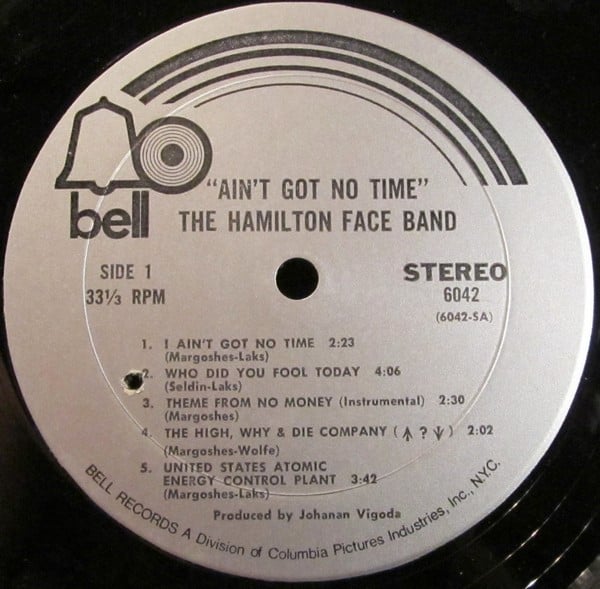 bell
"AIN'T GOT NO TIME"
THE HAMILTON FACE BAND
SIDE 1
33⅓ RPM
STEREO
6042
(6042-SA)
1. I AIN'T GOT NO TIME 2:23
(Margoshes-Laks)
2. WHO DID YOU FOOL TODAY 4:06
(Seldin-Laks)
3. THEME FROM NO MONEY (Instrumental) 2:30
(Margoshes)
4. THE HIGH, WHY & DIE COMPANY (↑ ? ↓) 2:02
(Margoshes-Wolfe)
5. UNITED STATES ATOMIC
ENERGY CONTROL PLANT 3:42
(Margoshes-Laks)
Produced by Johanan Vigoda
BELL RECORDS A Division of Columbia Pictures Industries, Inc., N.Y.C.